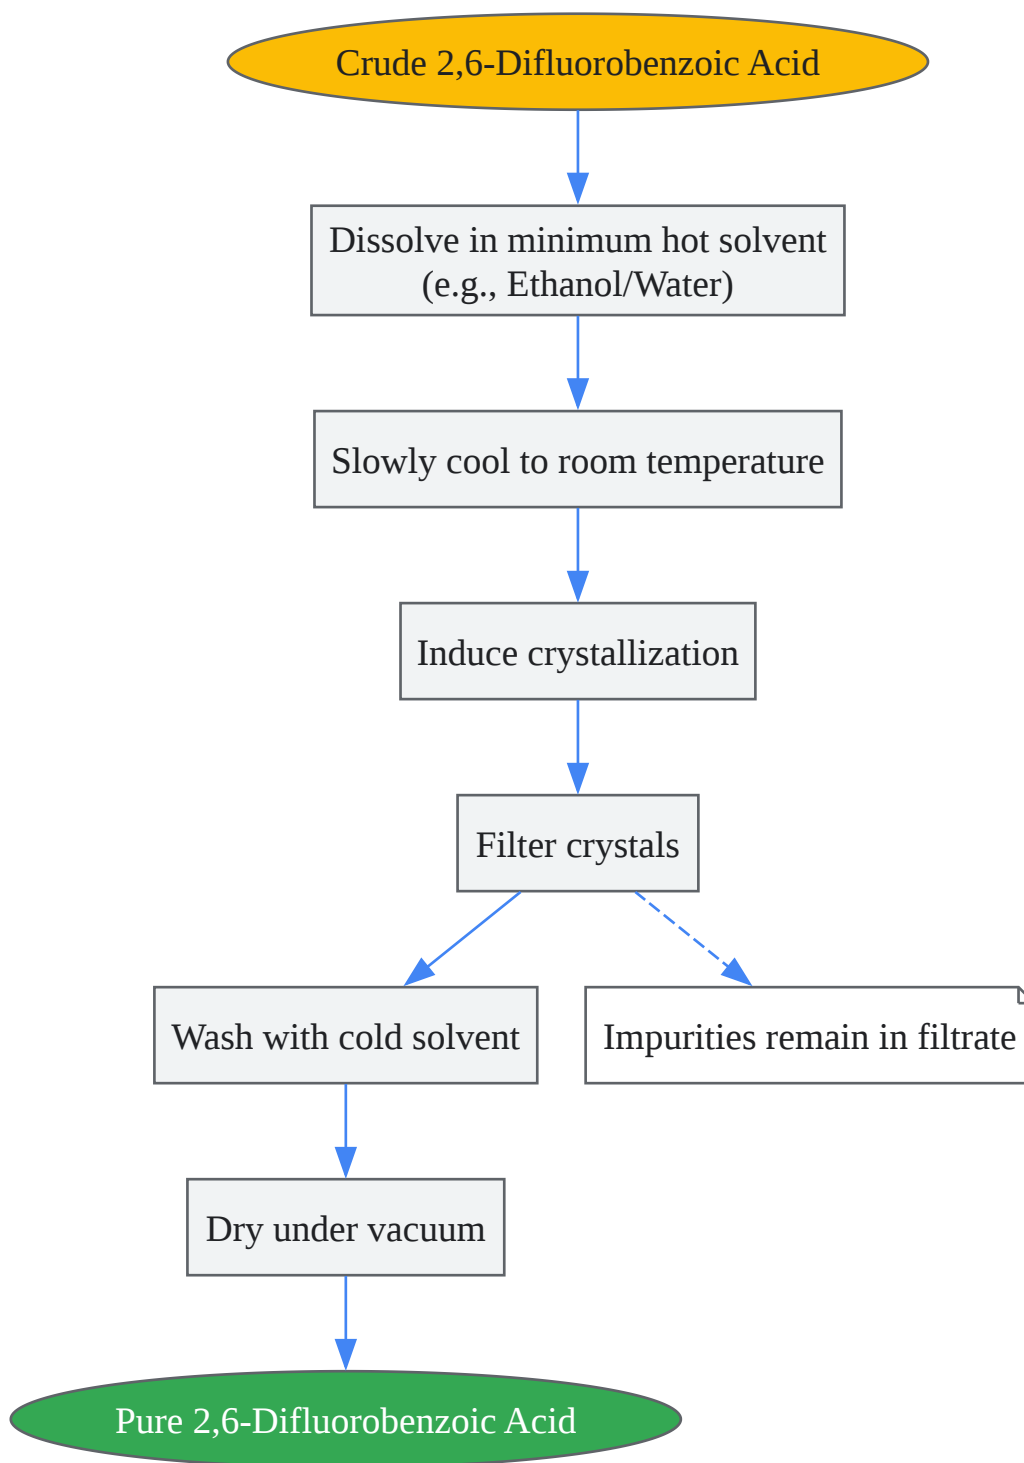 Crude 2,6-Difluorobenzoic Acid
Dissolve in minimum hot solvent
(e.g., Ethanol/Water)
Slowly cool to room temperature
Induce crystallization
Filter crystals
Wash with cold solvent
Impurities remain in filtrate
Dry under vacuum
Pure 2,6-Difluorobenzoic Acid